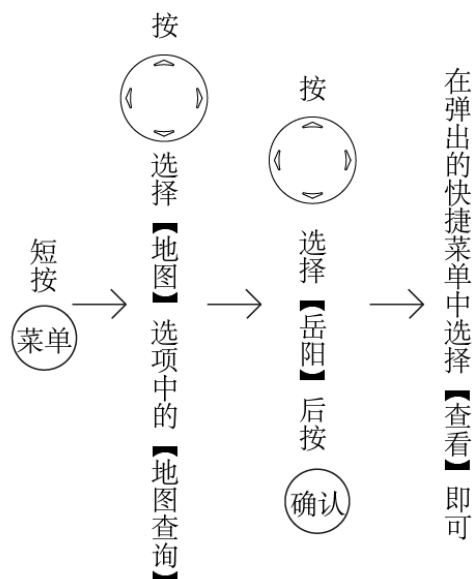 短按
菜单
按
选择【地图】选项中的【地图查询】
按
选择【岳阳】后按
确认
在弹出的快捷菜单中选择【查看】即可